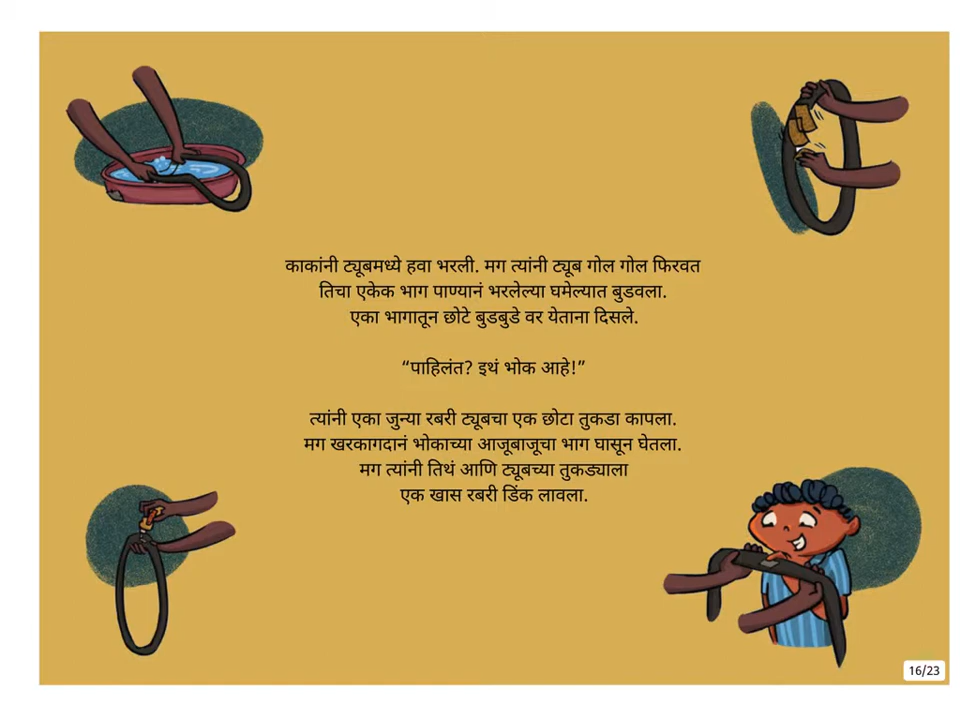 काकांनी ट्यूबमध्ये हवा भरली. मग त्यांनी ट्यूब गोल गोल फिरवत
तिचा एकेक भाग पाण्यानं भरलेल्या घमेल्यात बुडवला.
एका भागातून छोटे बुडबुडे वर येताना दिसले.
“पाहिलंत? इथं भोक आहे!”
त्यांनी एका जुन्या रबरी ट्यूबचा एक छोटा तुकडा कापला.
मग खरकागदानं भोकाच्या आजूबाजूचा भाग घासून घेतला.
मग त्यांनी तिथं आणि ट्यूबच्या तुकड्याला
एक खास रबरी डिंक लावला.
16/23